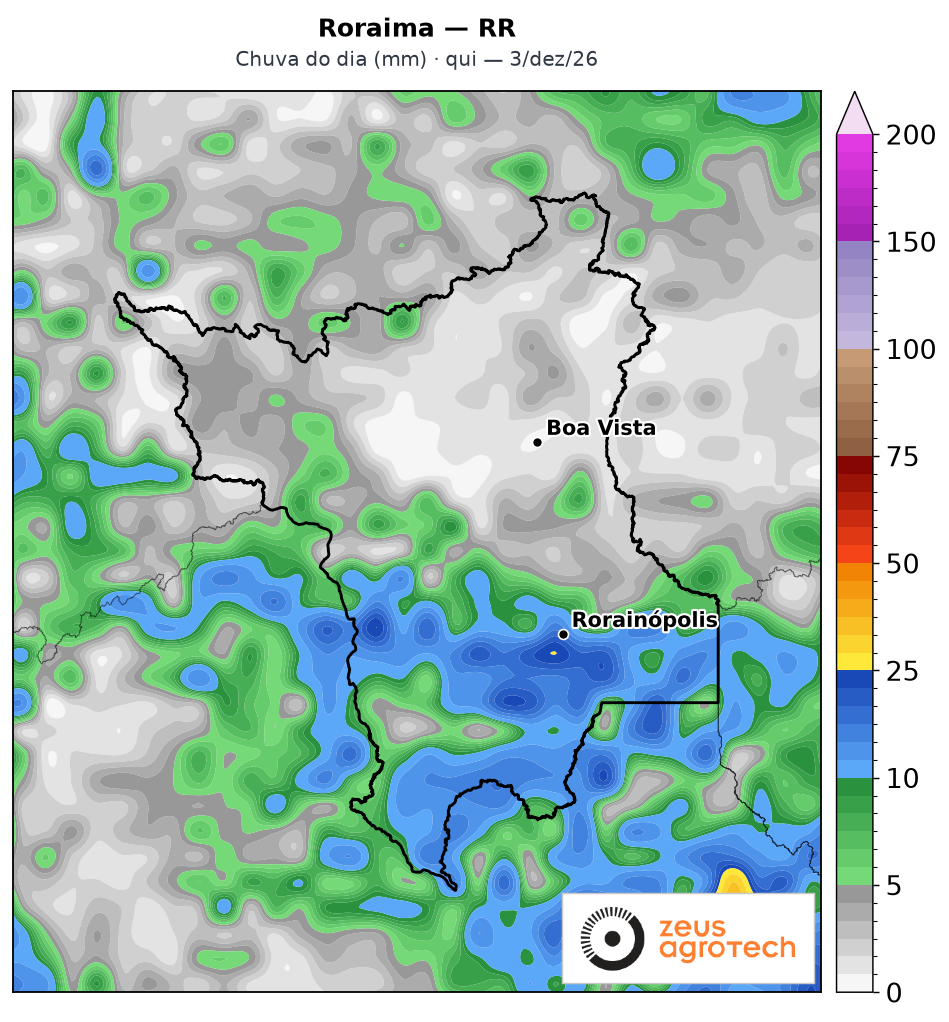 Roraima — RR
Chuva do dia (mm) · qui — 3/dez/26
200
150
100
75
50
25
10
5
0
Boa Vista
Rorainópolis
zeus
agrotech